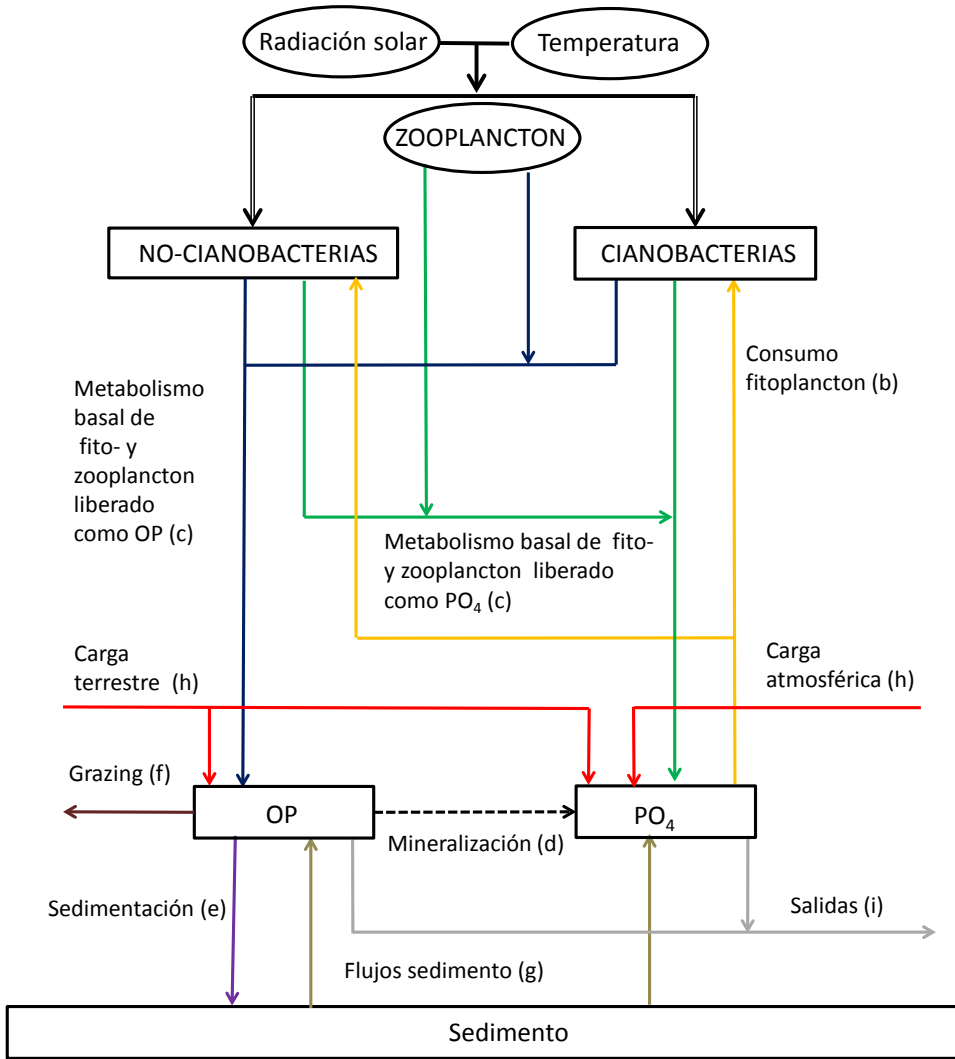 Radiación solar
Temperatura
ZOOPLANCTON
NO-CIANOBACTERIAS
CIANOBACTERIAS
Consumo
fitoplancton (b)
Metabolismo
basal de
fito- y
zooplancton
liberado
como OP (c)
Metabolismo basal de fito-
y zooplancton liberado
como PO₄ (c)
Carga
terrestre (h)
Carga
atmosférica (h)
Grazing (f)
OP
PO₄
Mineralización (d)
Sedimentación (e)
Salidas (i)
Flujos sedimento (g)
Sedimento